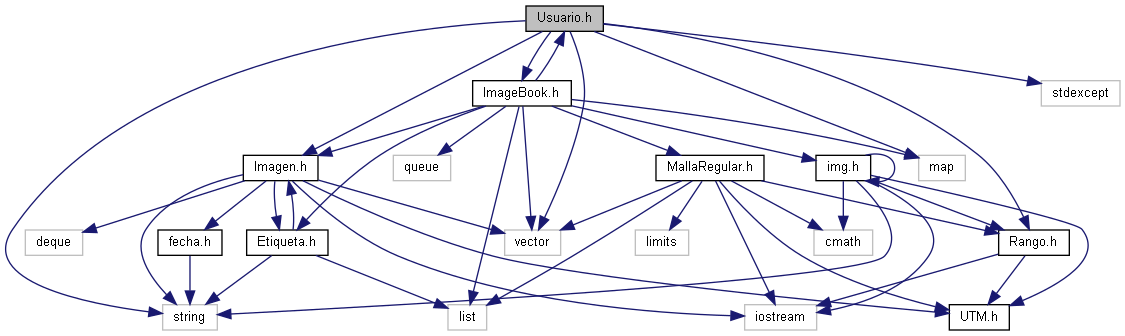 Usuario.h
ImageBook.h
stdexcept
Imagen.h
queue
MallaRegular.h
img.h
map
deque
fecha.h
Etiqueta.h
vector
limits
cmath
Rango.h
string
list
iostream
UTM.h